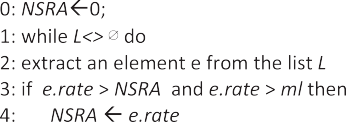 0: NSRA←0;
1: while L<> ∅ do
2: extract an element e from the list L
3: if e.rate > NSRA and e.rate > ml then
4: NSRA ← e.rate